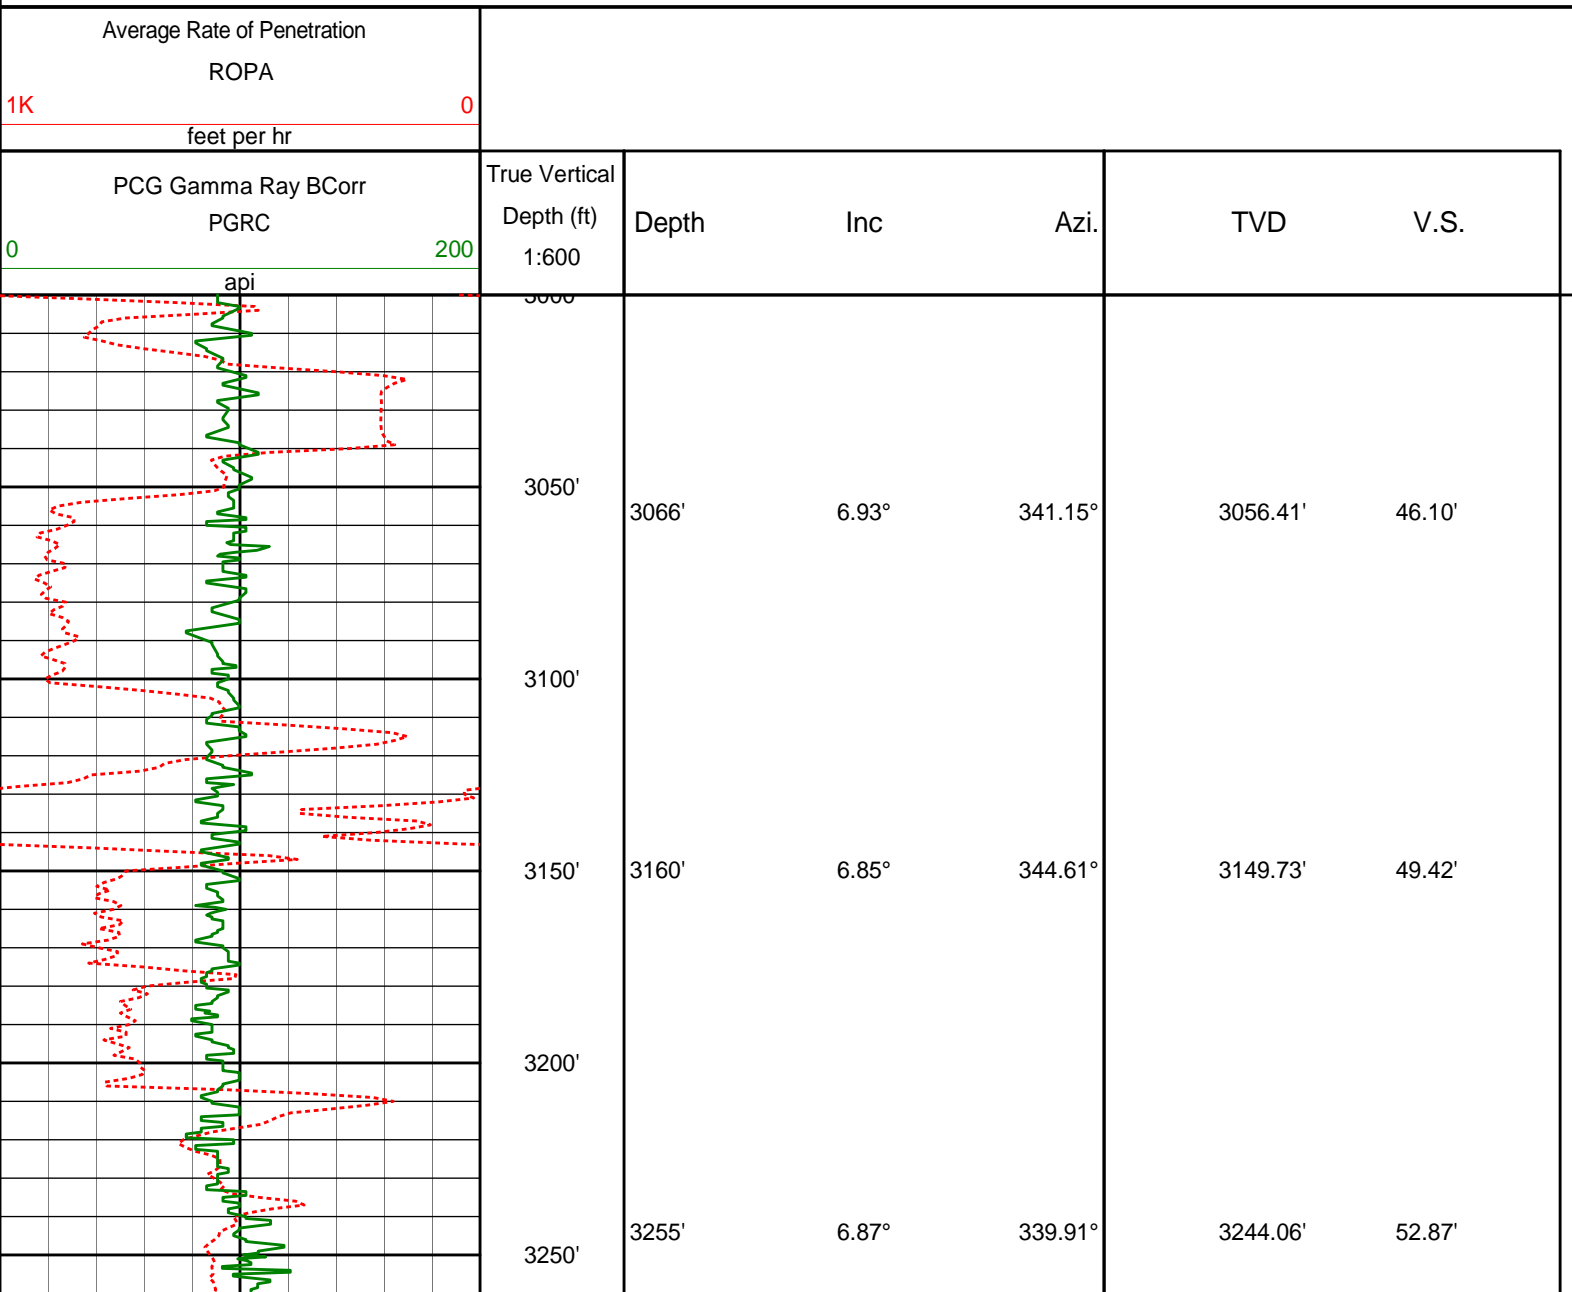 Average Rate of Penetration
ROPA
1K 0
feet per hr
PCG Gamma Ray BCorr
PGRC
0 200
api
True Vertical
Depth (ft)
1:600
Depth Inc Azi. TVD V.S.
3000'
3050'
3066' 6.93° 341.15° 3056.41' 46.10'
3100'
3150' 3160' 6.85° 344.61° 3149.73' 49.42'
3200'
3255' 6.87° 339.91° 3244.06' 52.87'
3250'